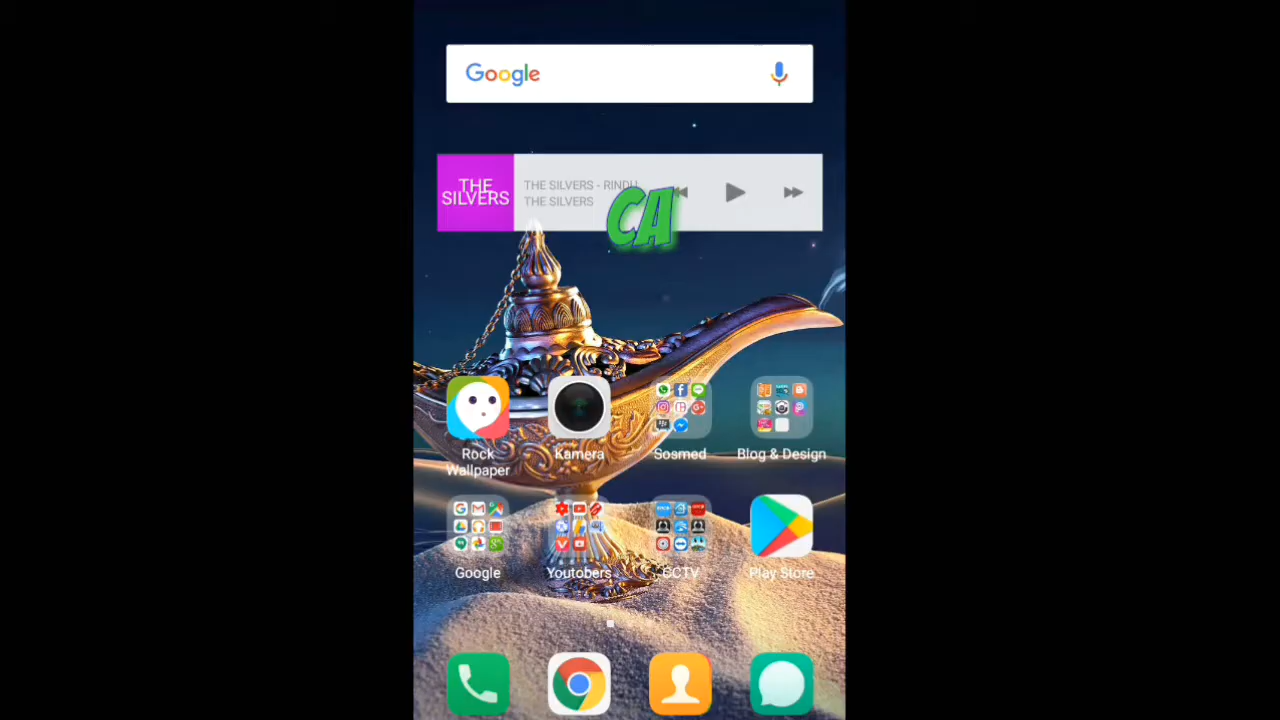 Google
THE
SILVERS
THE SILVERS - RINDU
THE SILVERS
CA
Rock
Wallpaper
Kamera
Sosmed
Blog & Design
Google
Youtobers
CCTV
Play Store